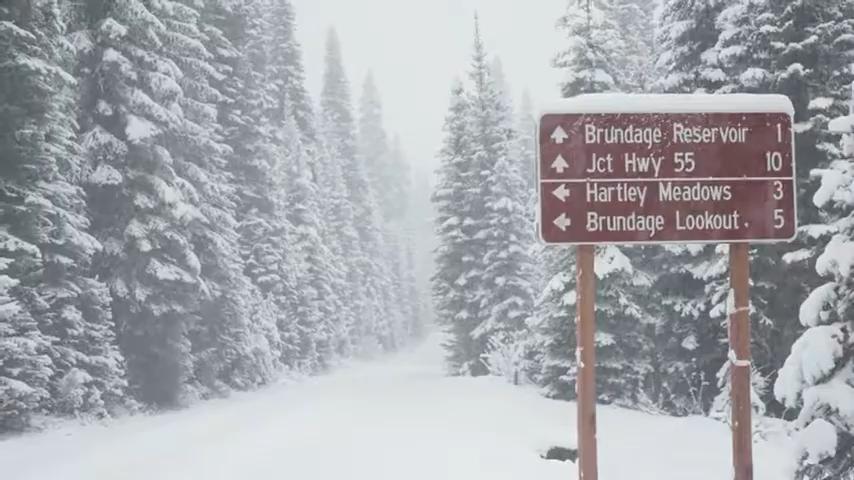 ↑ Brundage Reservoir 1
↑ Jct Hwy 55 10
← Hartley Meadows 3
← Brundage Lookout 5